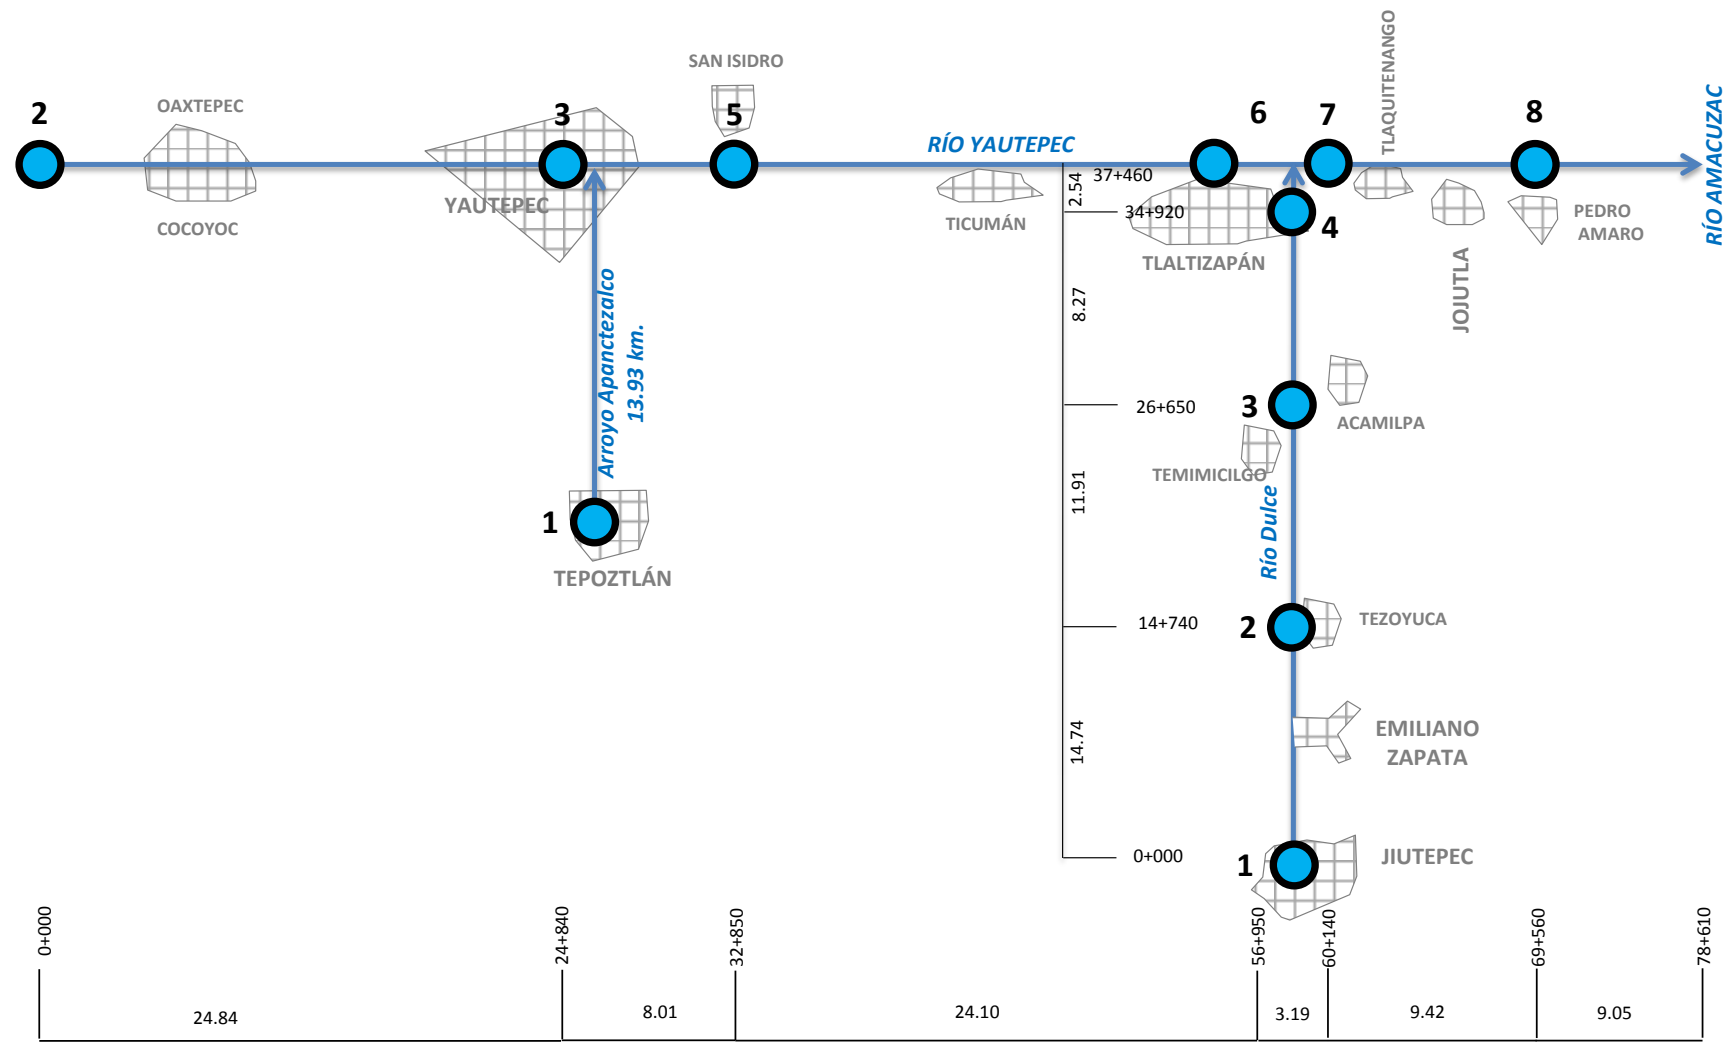 SAN ISIDRO
TLAQUITENANGO
2
OAXTEPEC
3
5
6
7
8
RÍO YAUTEPEC
RÍO AMACUZAC
2.54
37+460
YAUTEPEC
34+920
COCOYOC
TICUMÁN
4
PEDRO
AMARO
TLALTIZAPÁN
JOJUTLA
8.27
Arroyo Apanctezalco
13.93 km.
3
26+650
ACAMILPA
TEMIMICILGO
11.91
Río Dulce
1
TEPOZTLÁN
14+740
2
TEZOYUCA
14.74
EMILIANO
ZAPATA
0+000
1
JIUTEPEC
0+000
24+840
32+850
56+950
60+140
69+560
78+610
24.84
8.01
24.10
3.19
9.42
9.05